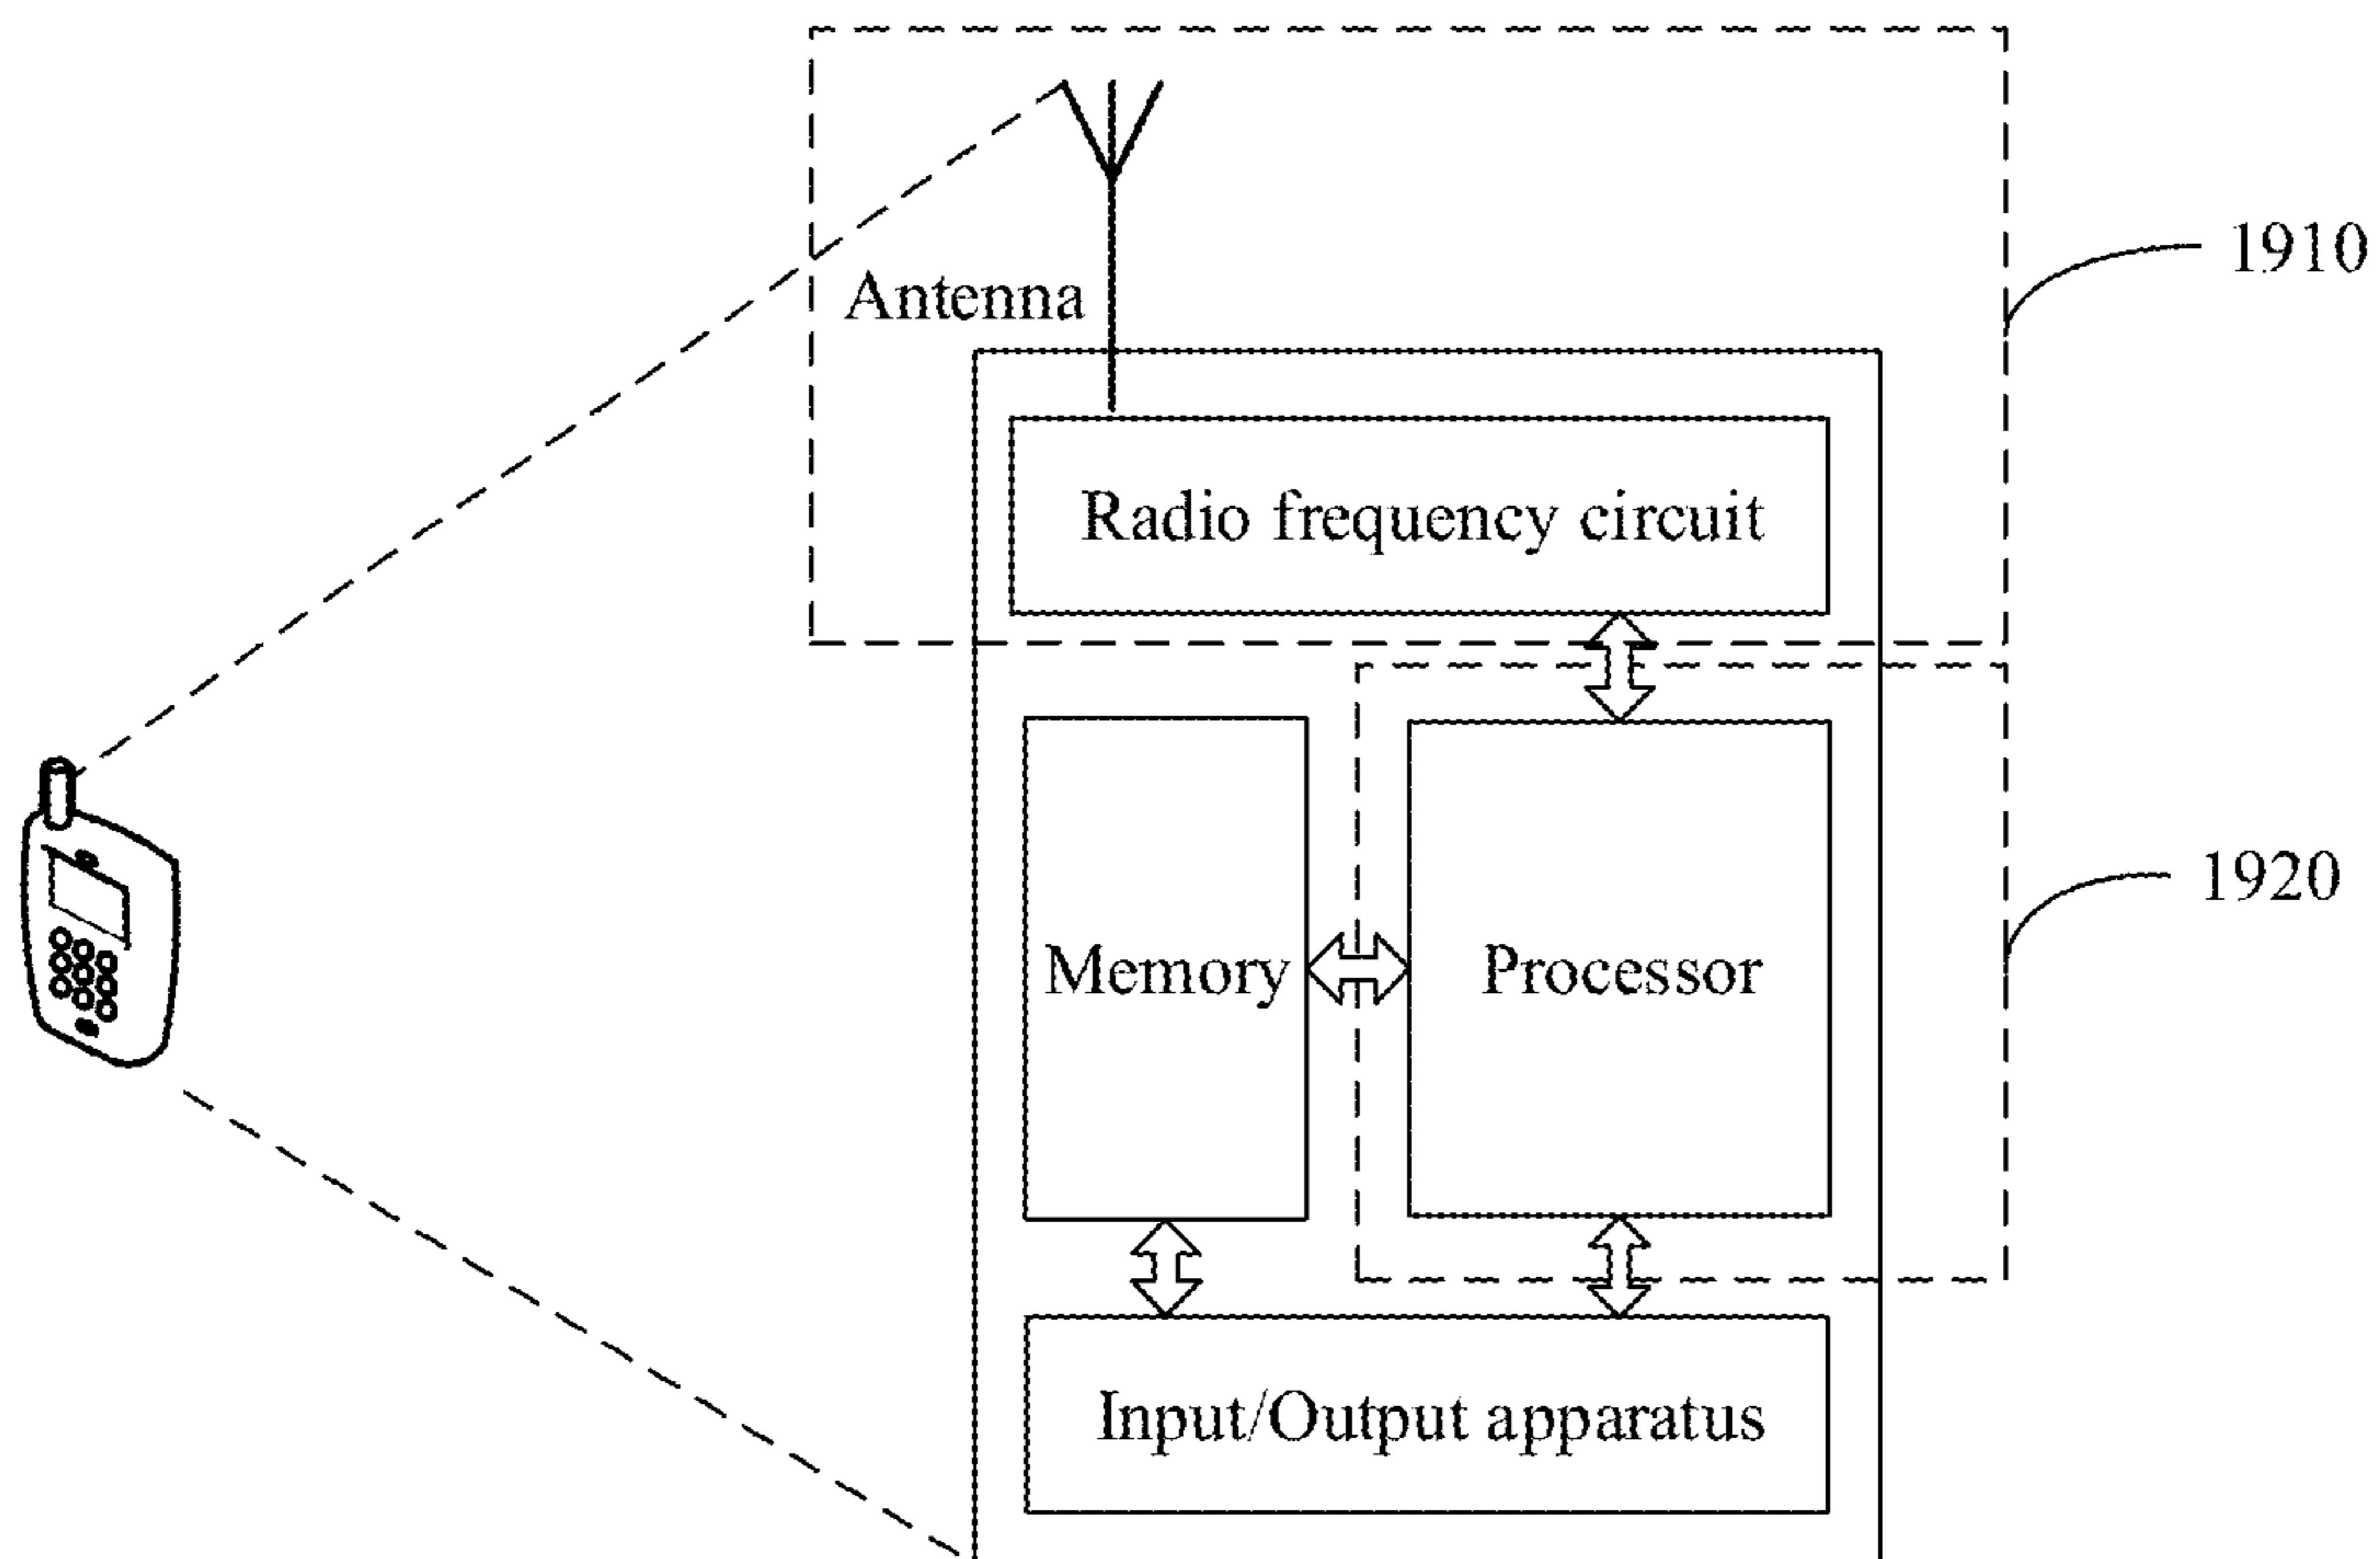 1910
Antenna
Radio frequency circuit
1920
Memory
Processor
Input/Output apparatus